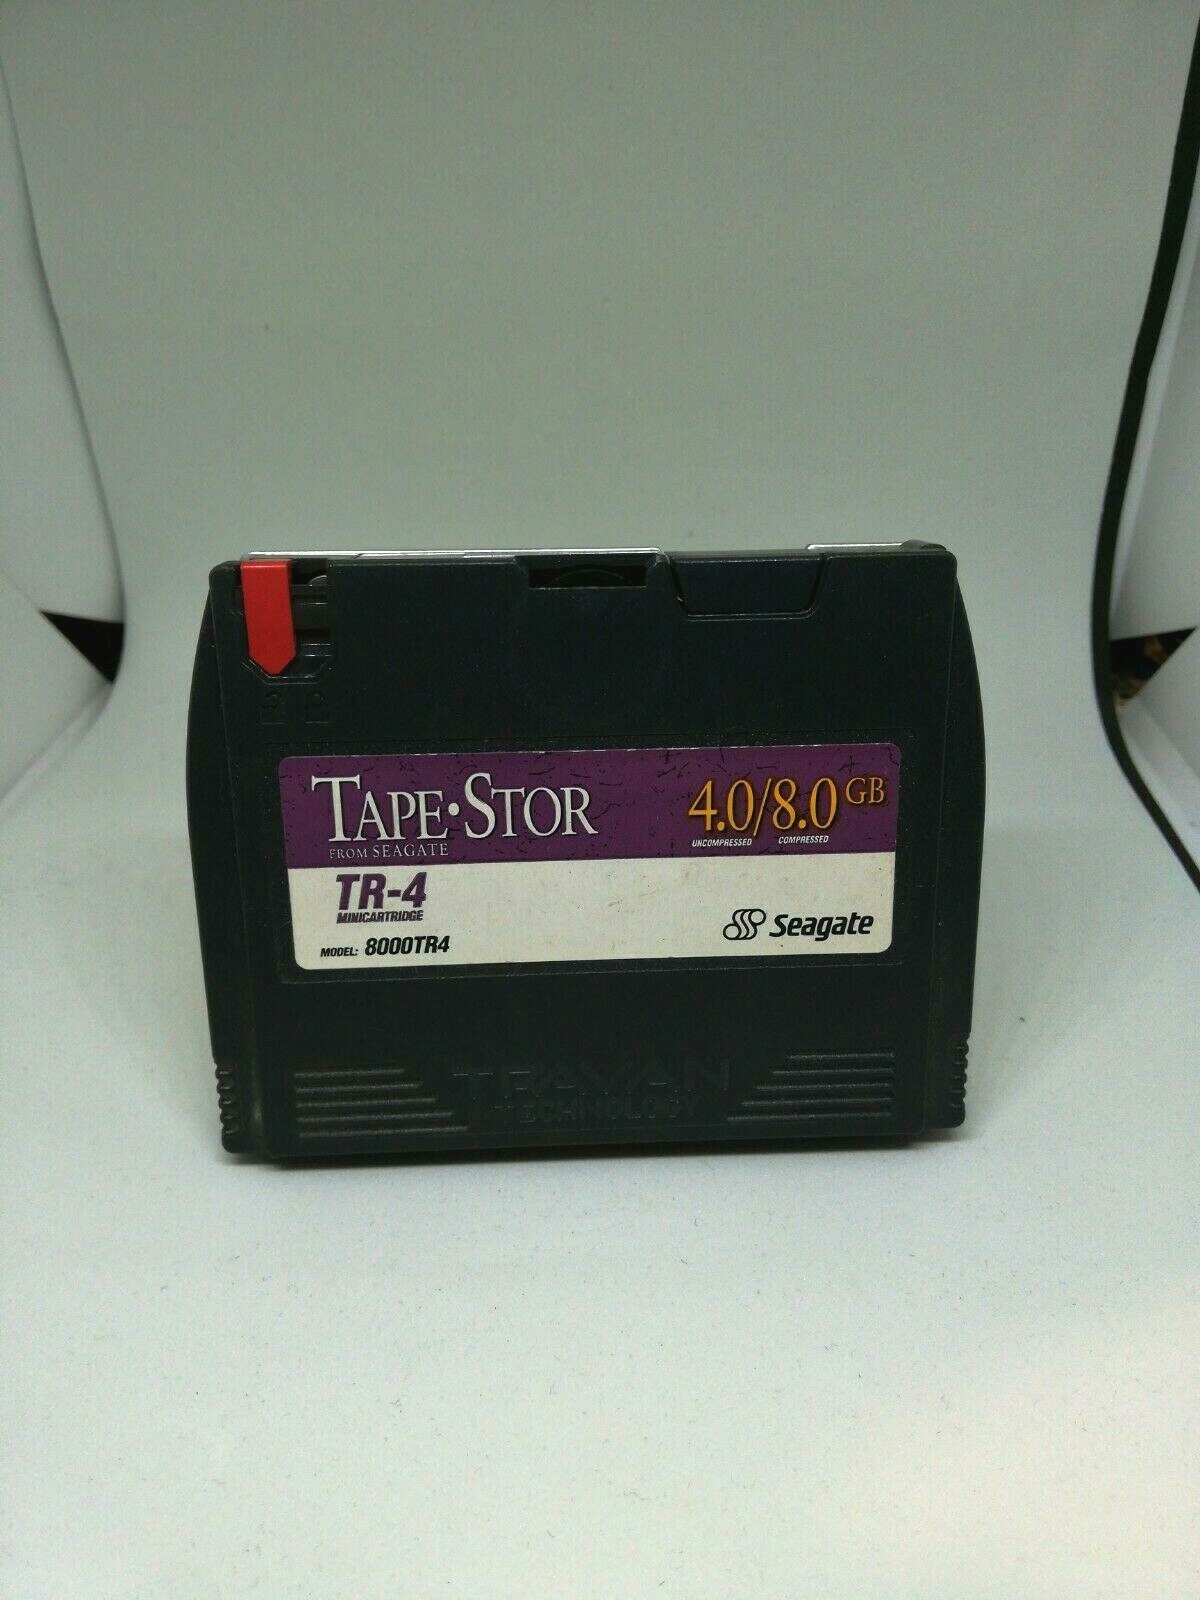 TAPE•STOR
FROM SEAGATE
4.0/8.0 GB
UNCOMPRESSED COMPRESSED
TR-4
MINICARTRIDGE
MODEL: 8000TR4
Seagate
TRAVAN
TECHNOLOGY